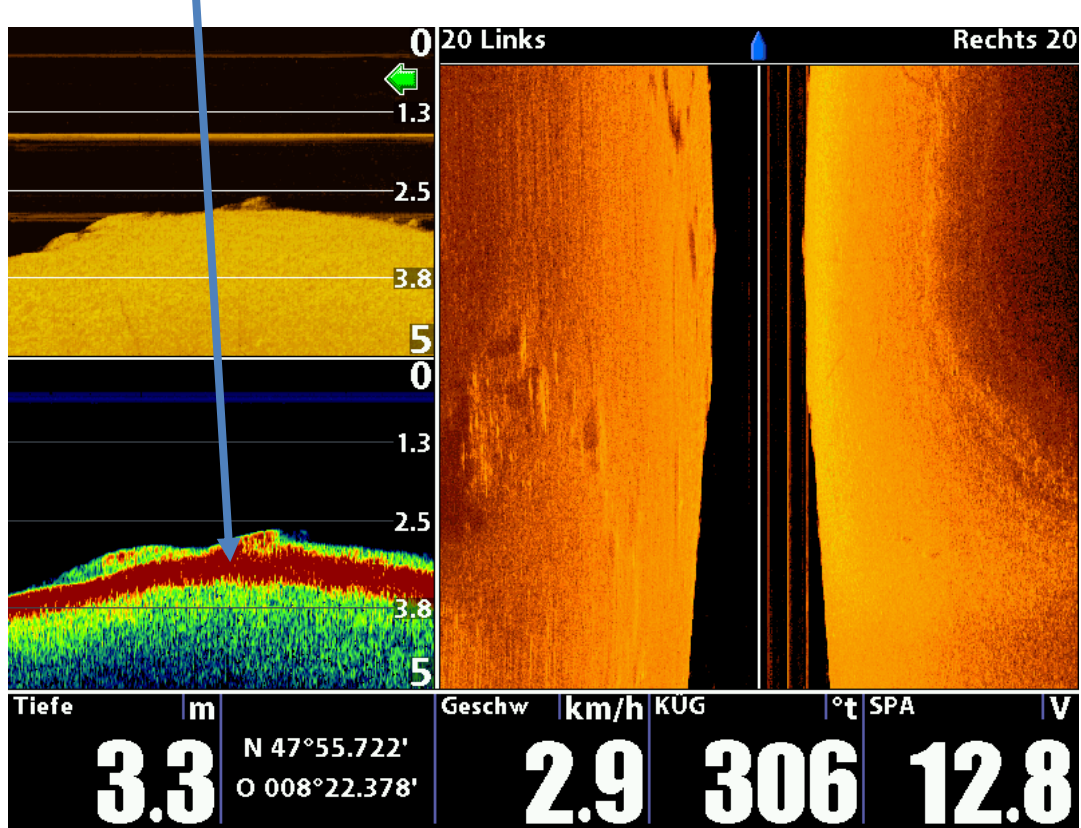 0
1.3
2.5
3.8
5
0
1.3
2.5
3.8
5
20 Links
Rechts 20
Tiefe m
3.3
N 47°55.722'
O 008°22.378'
Geschw km/h
2.9
KÜG °t
306
SPA V
12.8